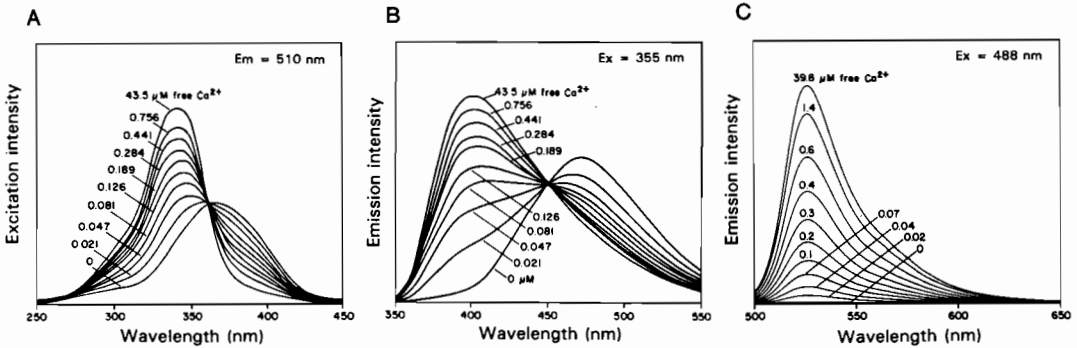 A
Em = 510 nm
Excitation intensity
43.5 µM free Ca²⁺
0.756
0.441
0.284
0.189
0.126
0.081
0.047
0.021
0
250 300 350 400 450
Wavelength (nm)
B
Ex = 355 nm
Emission intensity
43.5 µM free Ca²⁺
0.756
0.441
0.284
0.189
0.126
0.081
0.047
0.021
0 µM
350 400 450 500 550
Wavelength (nm)
C
Ex = 488 nm
Emission intensity
39.8 µM free Ca²⁺
1.4
0.6
0.4
0.3
0.2
0.1
0.07
0.04
0.02
0
500 550 600 650
Wavelength (nm)